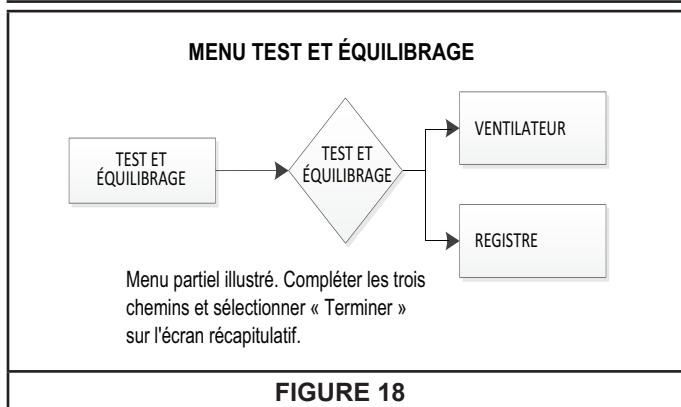 MENU TEST ET ÉQUILIBRAGE
TEST ET
ÉQUILIBRAGE
TEST ET
ÉQUILIBRAGE
VENTILATEUR
REGISTRE
Menu partiel illustré. Compléter les trois
chemins et sélectionner « Terminer »
sur l'écran récapitulatif.
FIGURE 18